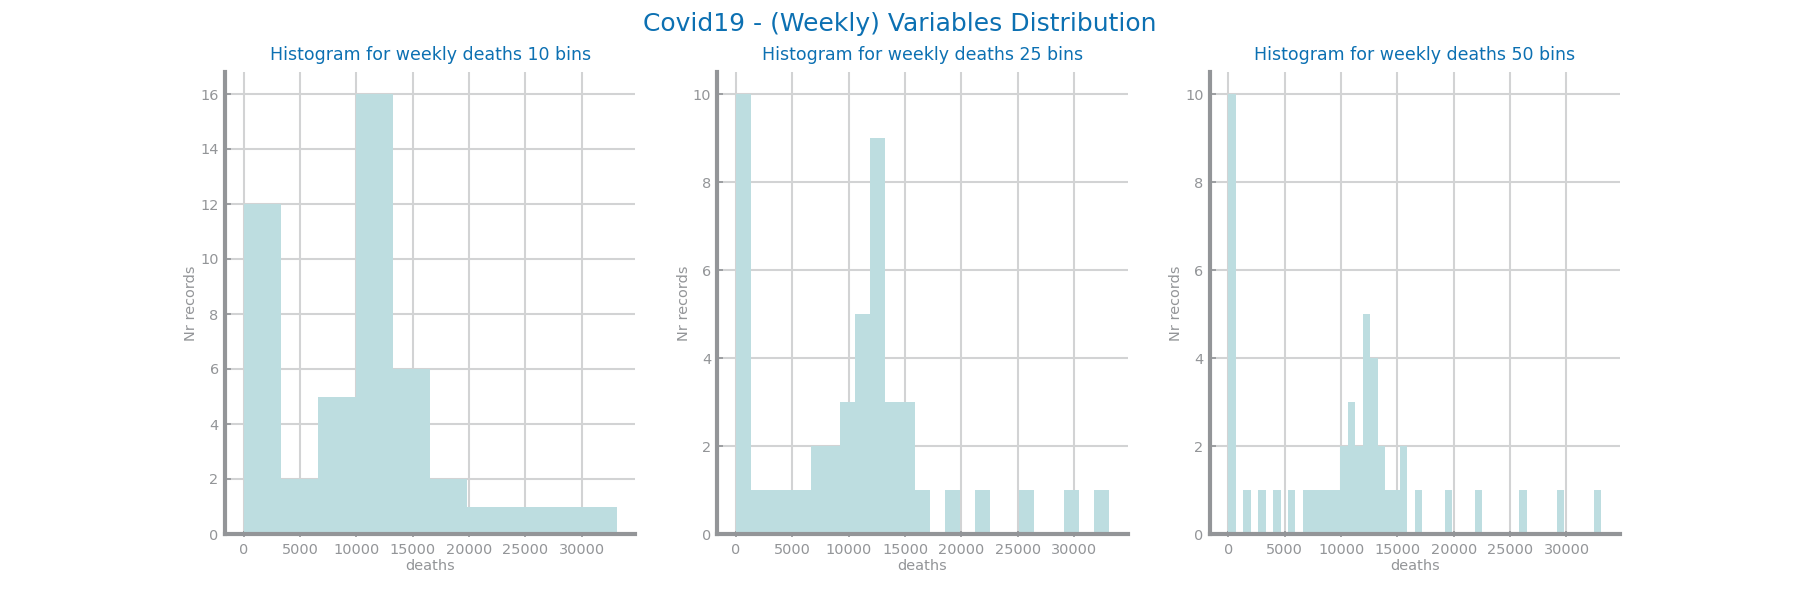 Covid19 - (Weekly) Variables Distribution
Histogram for weekly deaths 10 bins
Nr records
16
14
12
10
8
6
4
2
0
0 5000 10000 15000 20000 25000 30000
deaths
Histogram for weekly deaths 25 bins
Nr records
10
8
6
4
2
0
0 5000 10000 15000 20000 25000 30000
deaths
Histogram for weekly deaths 50 bins
Nr records
10
8
6
4
2
0
0 5000 10000 15000 20000 25000 30000
deaths